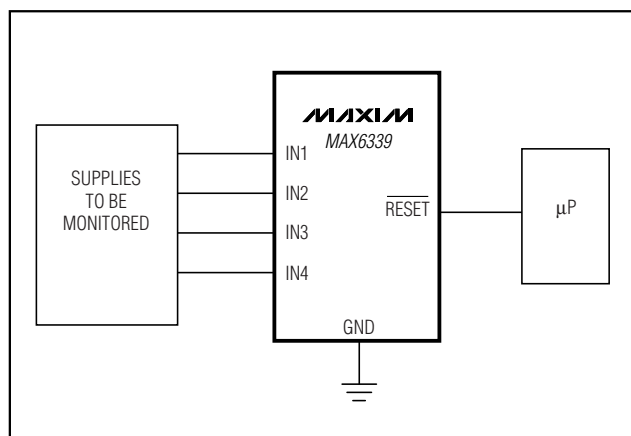 SUPPLIES
TO BE
MONITORED
MAXIM
MAX6339
IN1
IN2
IN3
IN4
RESET
GND
μP